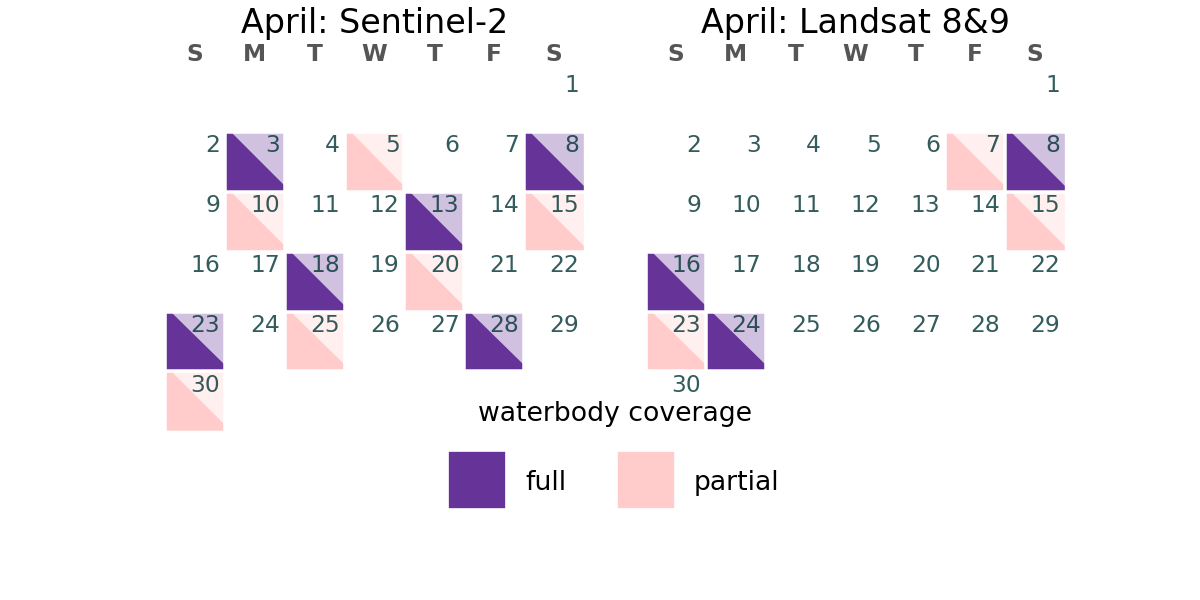 April: Sentinel-2
S M T W T F S
1
2 3 4 5 6 7 8
9 10 11 12 13 14 15
16 17 18 19 20 21 22
23 24 25 26 27 28 29
30
April: Landsat 8&9
S M T W T F S
1
2 3 4 5 6 7 8
9 10 11 12 13 14 15
16 17 18 19 20 21 22
23 24 25 26 27 28 29
30
waterbody coverage
full partial